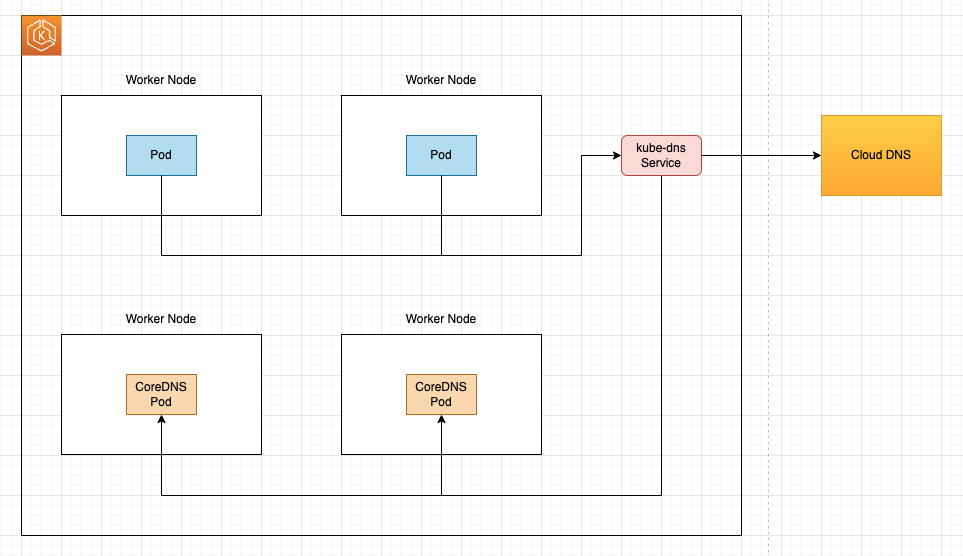 K
Worker Node
Worker Node
Pod
Pod
kube-dns
Service
Cloud DNS
Worker Node
Worker Node
CoreDNS
Pod
CoreDNS
Pod